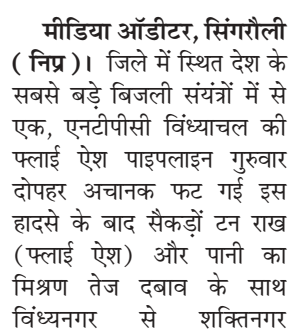 मीडिया ऑडीटर, सिंगरौली
( निप्र )। जिले में स्थित देश के
सबसे बड़े बिजली संयंत्रों में से
एक, एनटीपीसी विंध्याचल की
फ्लाई ऐश पाइपलाइन गुरुवार
दोपहर अचानक फट गई इस
हादसे के बाद सैकड़ों टन राख
(फ्लाई ऐश) और पानी का
मिश्रण तेज दबाव के साथ
विंध्यनगर से शक्तिनगर